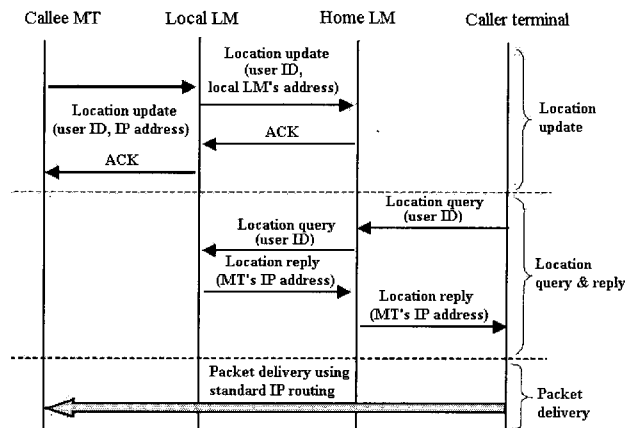 Callee MT
Local LM
Home LM
Caller terminal
Location update
(user ID,
local LM's address)
Location update
(user ID, IP address)
ACK
ACK
Location
update
Location query
(user ID)
Location query
(user ID)
Location reply
(MT's IP address)
Location reply
(MT's IP address)
Location
query & reply
Packet delivery using
standard IP routing
Packet
delivery